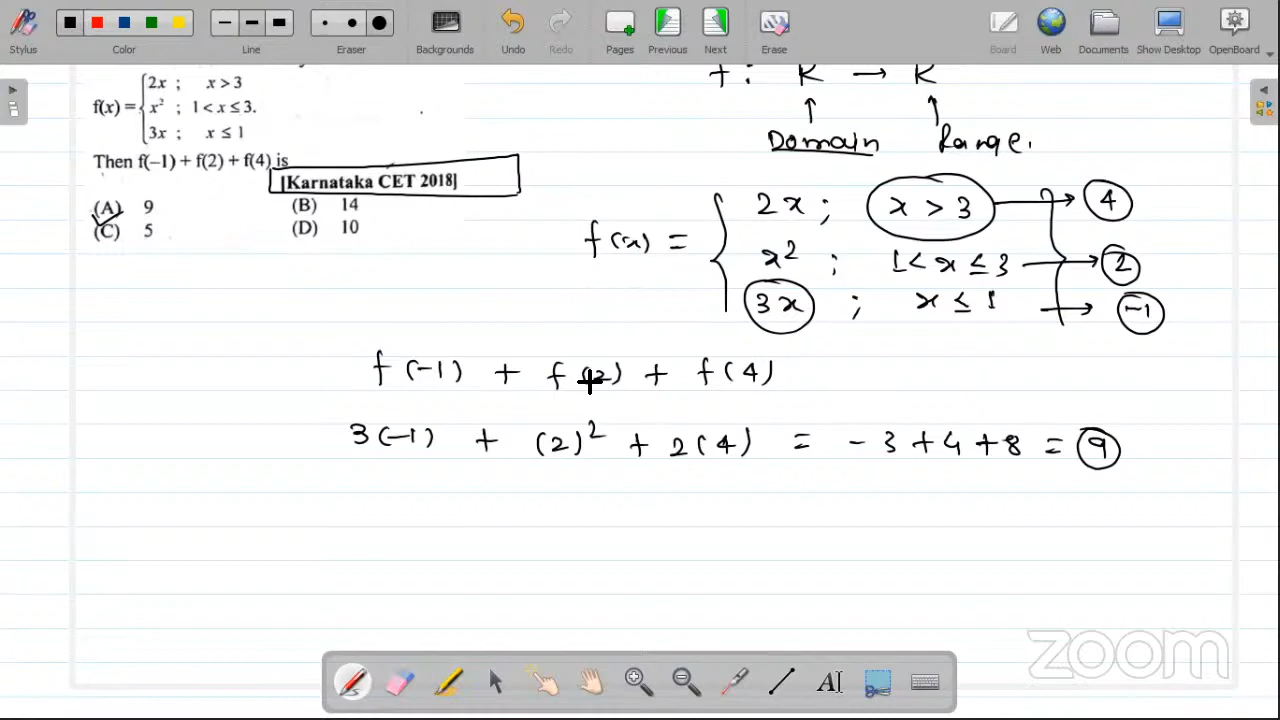 Stylus Color Line Eraser Backgrounds Undo Redo Pages Previous Next Erase Board Web Documents Show Desktop OpenBoard
f(x) = { 2x ; x > 3
x² ; 1 < x ≤ 3.
3x ; x ≤ 1
Then f(–1) + f(2) + f(4) is
[Karnataka CET 2018]
(A) 9 (B) 14
(C) 5 (D) 10
f : R → R
Domain Range.
f(x) = { 2x ; x > 3 → 4
x² ; 1 < x ≤ 3 → 2
3x ; x ≤ 1 → -1
f(-1) + f(2) + f(4)
3(-1) + (2)² + 2(4) = -3 + 4 + 8 = 9
zoom